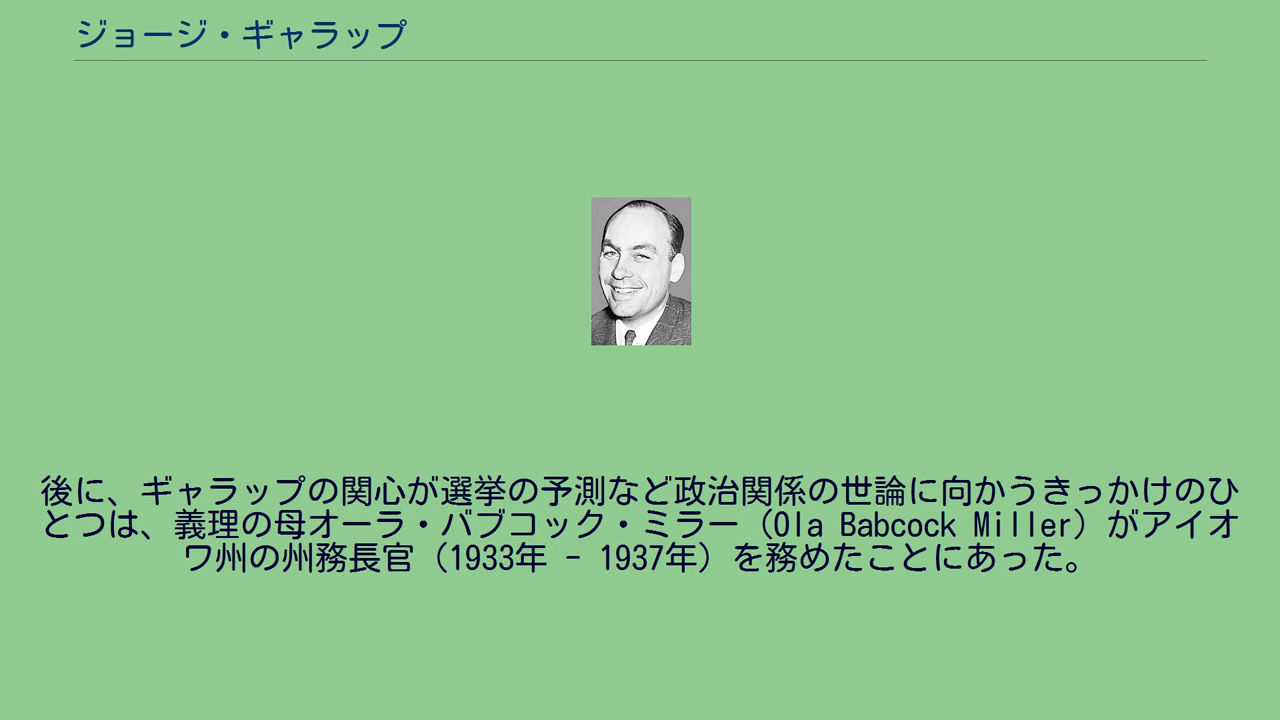 ジョージ・ギャラップ
後に、ギャラップの関心が選挙の予測など政治関係の世論に向かうきっかけのひ
とつは、義理の母オーラ・バブコック・ミラー（Ola Babcock Miller）がアイオ
ワ州の州務長官（1933年 - 1937年）を務めたことにあった。